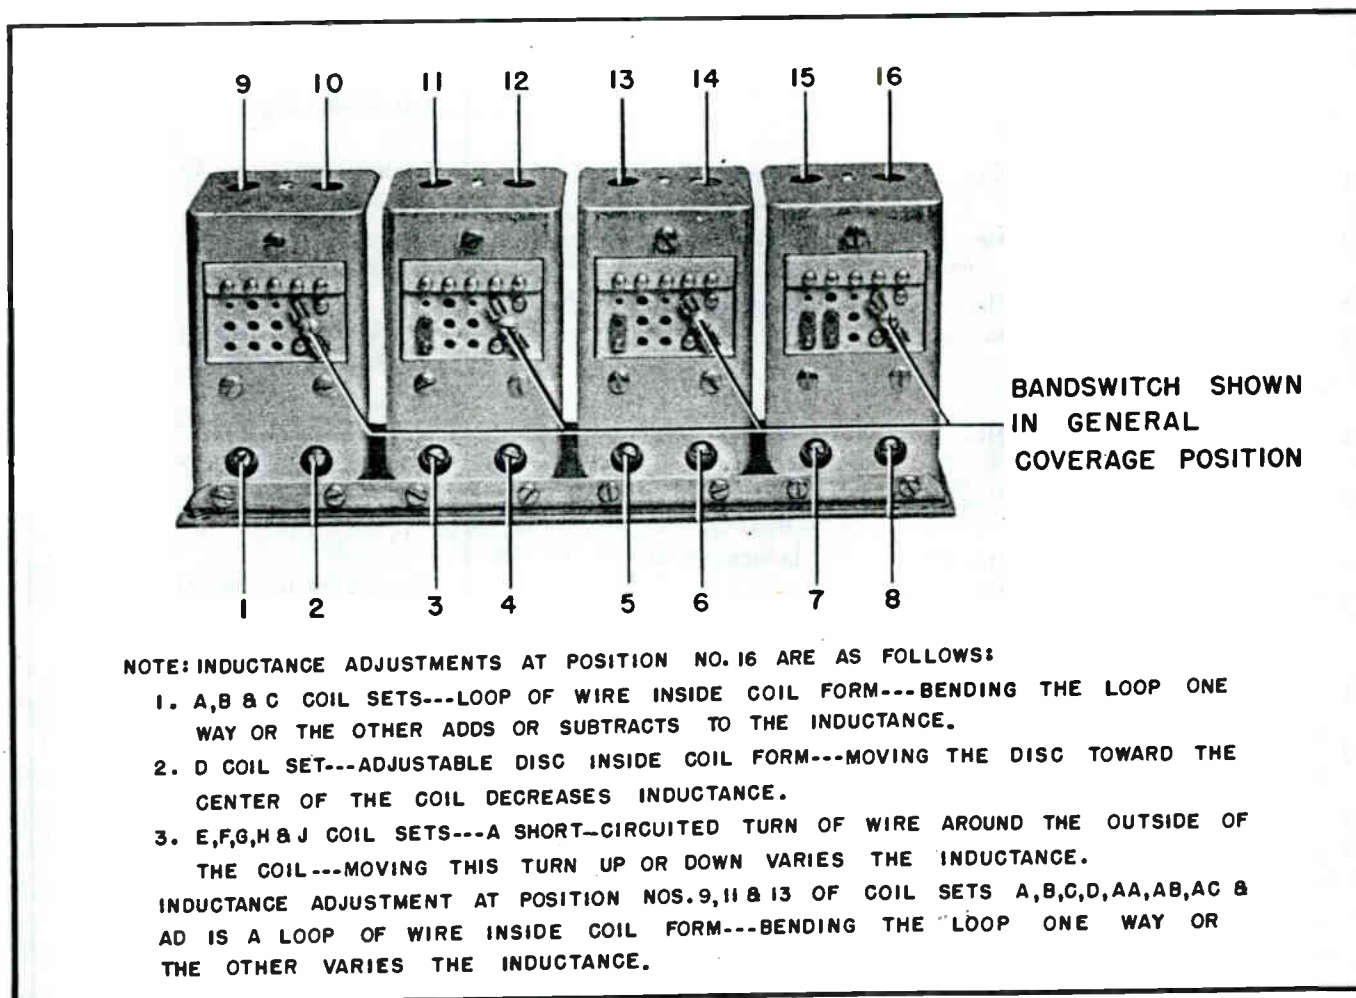 9 10 11 12 13 14 15 16
BANDSWITCH SHOWN
IN GENERAL
COVERAGE POSITION
1 2 3 4 5 6 7 8
NOTE: INDUCTANCE ADJUSTMENTS AT POSITION NO. 16 ARE AS FOLLOWS:
1. A,B & C COIL SETS---LOOP OF WIRE INSIDE COIL FORM---BENDING THE LOOP ONE
WAY OR THE OTHER ADDS OR SUBTRACTS TO THE INDUCTANCE.
2. D COIL SET---ADJUSTABLE DISC INSIDE COIL FORM---MOVING THE DISC TOWARD THE
CENTER OF THE COIL DECREASES INDUCTANCE.
3. E,F,G,H & J COIL SETS---A SHORT-CIRCUITED TURN OF WIRE AROUND THE OUTSIDE OF
THE COIL---MOVING THIS TURN UP OR DOWN VARIES THE INDUCTANCE.
INDUCTANCE ADJUSTMENT AT POSITION NOS. 9, 11 & 13 OF COIL SETS A,B,C,D,AA,AB,AC &
AD IS A LOOP OF WIRE INSIDE COIL FORM---BENDING THE LOOP ONE WAY OR
THE OTHER VARIES THE INDUCTANCE.